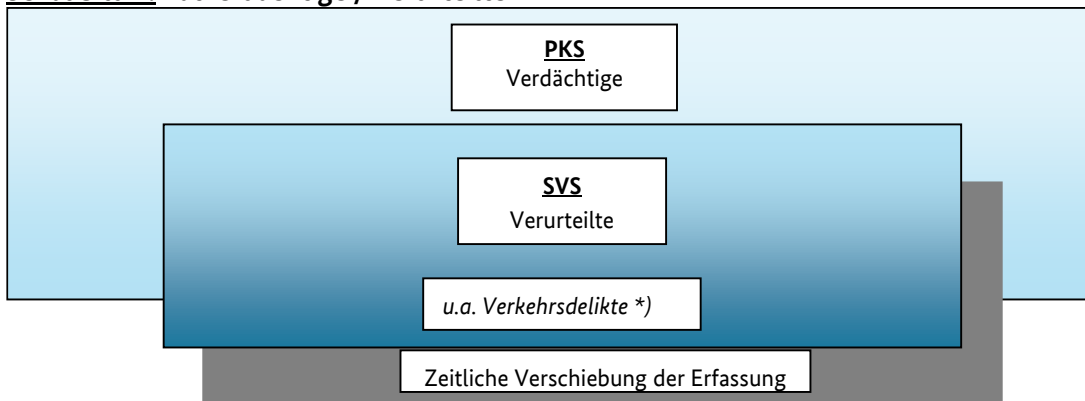 PKS
Verdächtige
SVS
Verurteilte
u.a. Verkehrsdelikte *)
Zeitliche Verschiebung der Erfassung